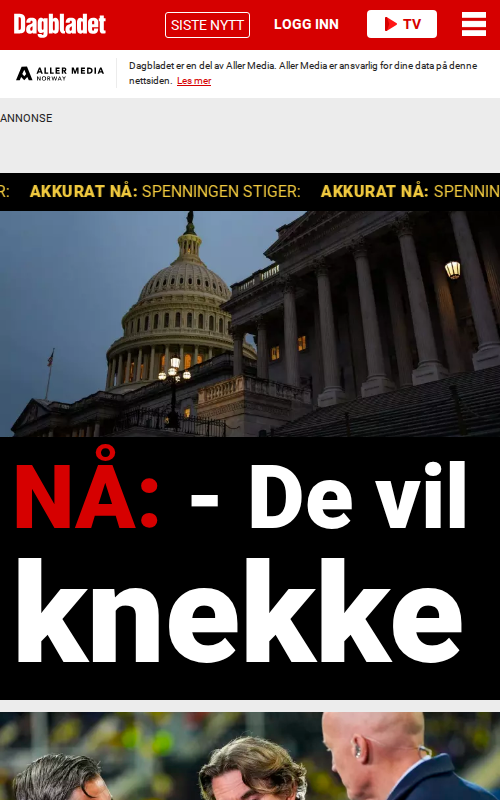 Dagbladet SISTE NYTT LOGG INN TV
ALLER MEDIA
NORWAY
Dagbladet er en del av Aller Media. Aller Media er ansvarlig for dine data på denne
nettsiden. Les mer
ANNONSE
R: AKKURAT NÅ: SPENNINGEN STIGER: AKKURAT NÅ: SPENNIN
NÅ: - De vil
knekke